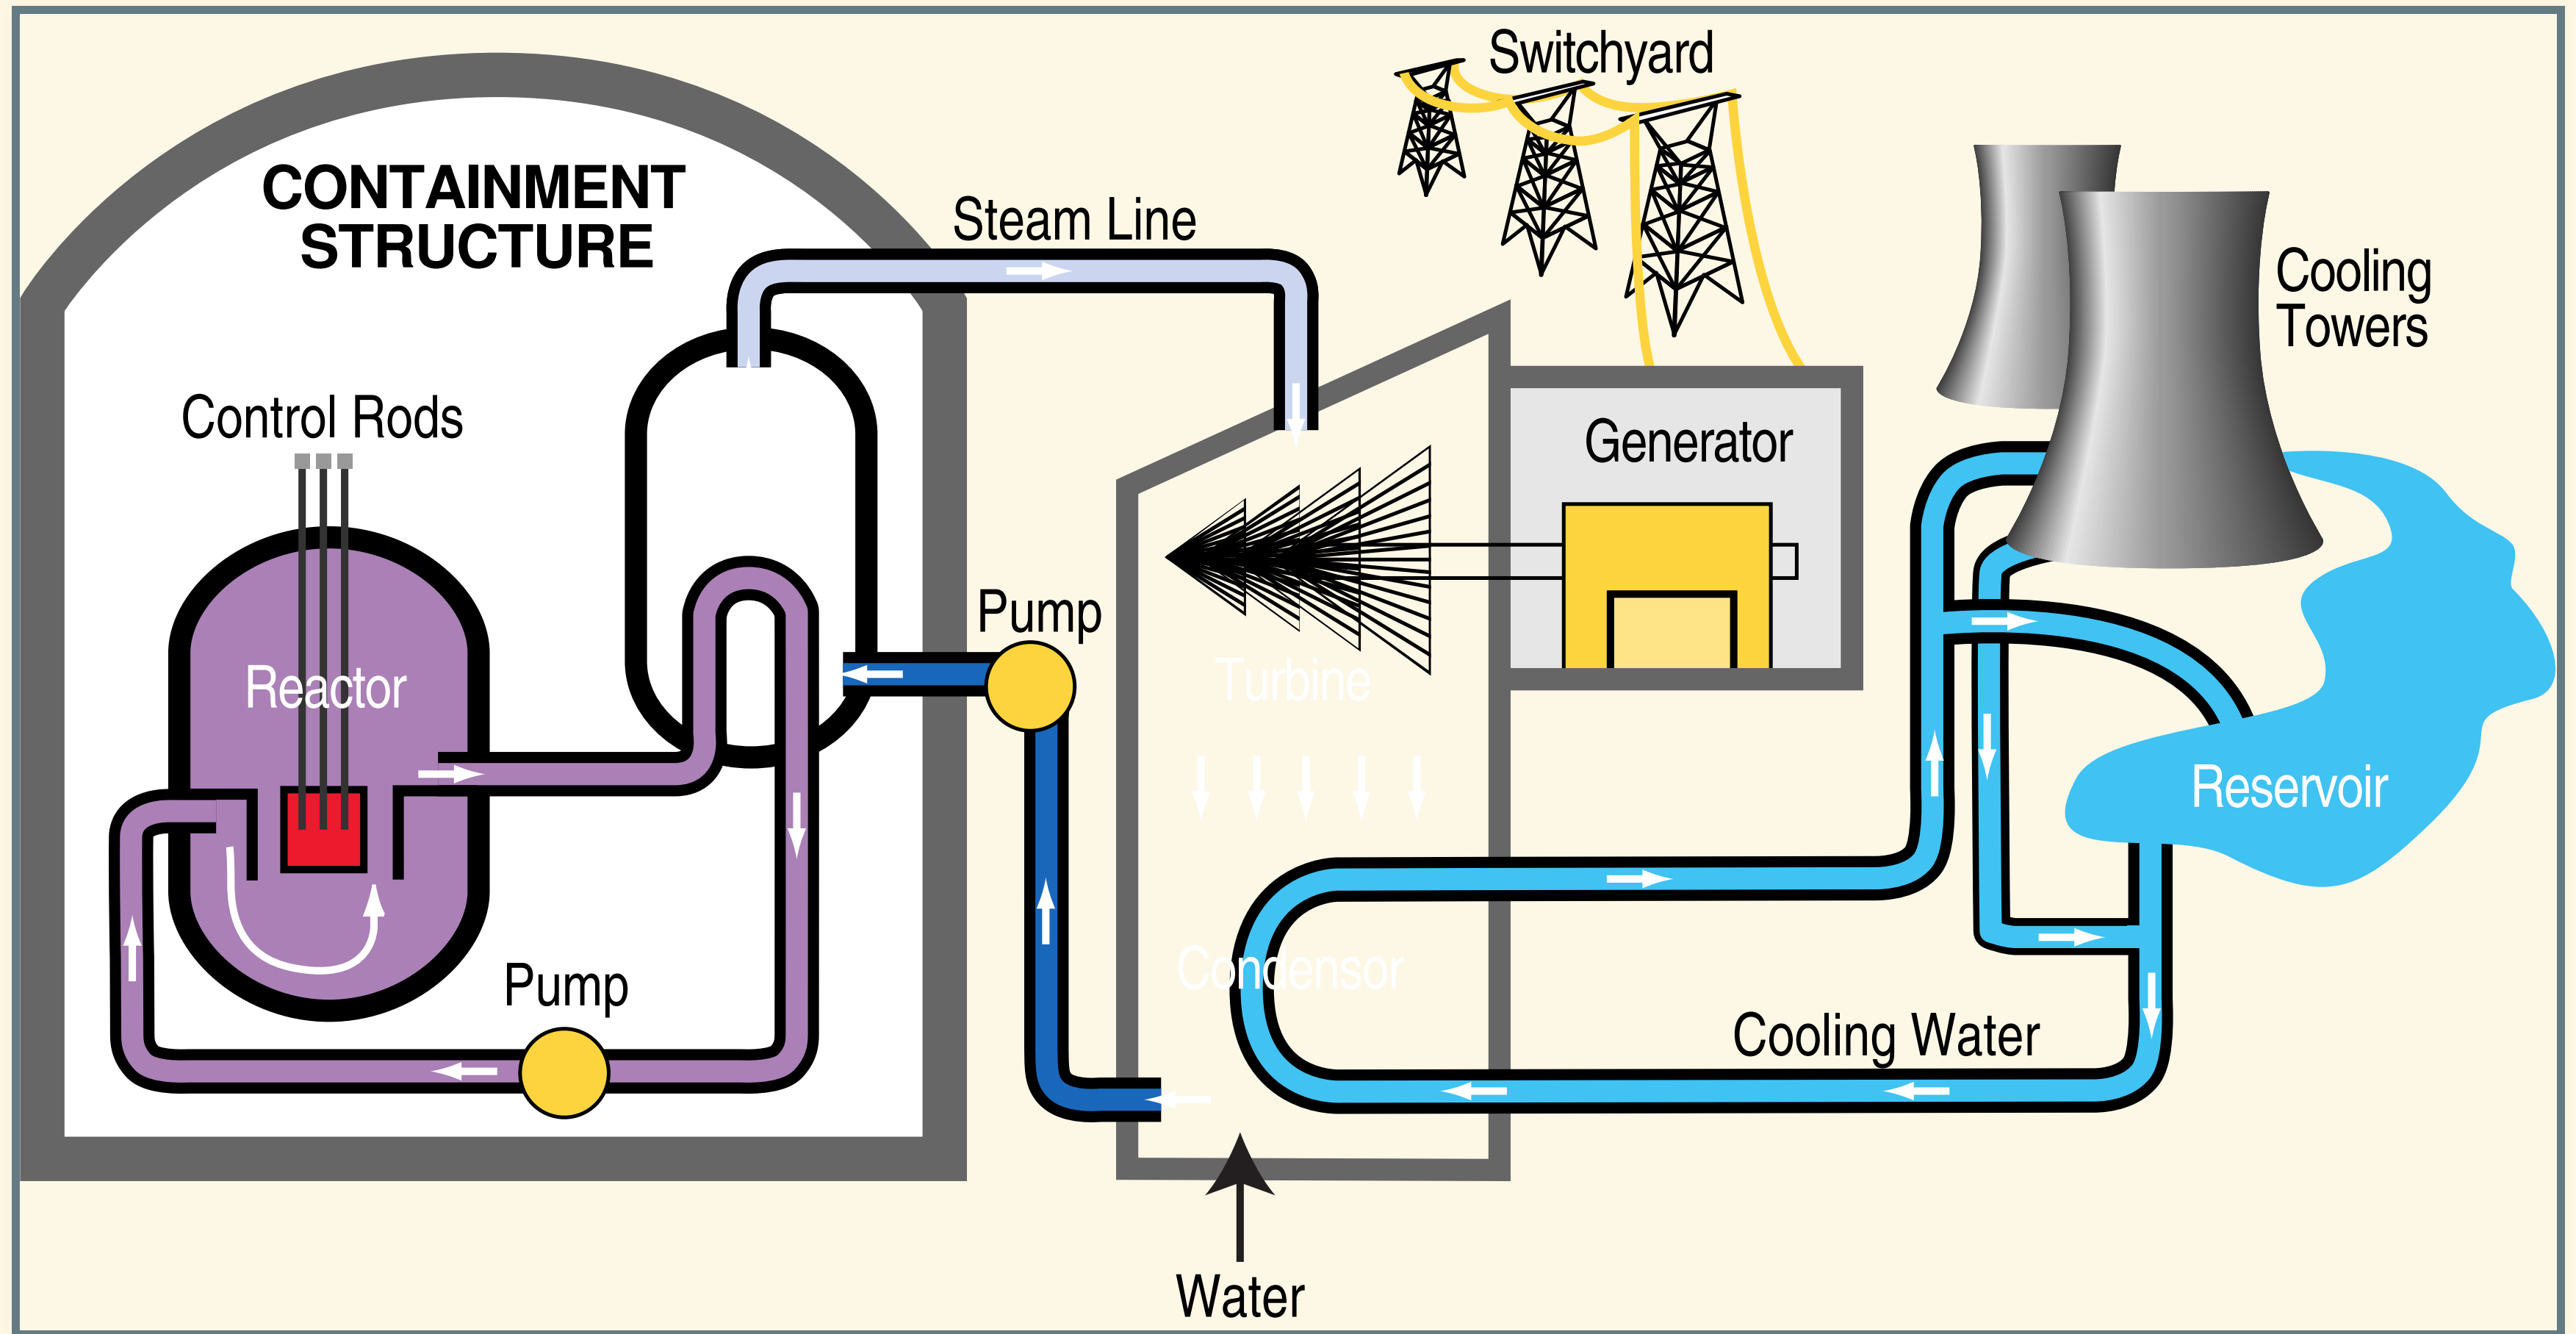 Switchyard
CONTAINMENT
STRUCTURE
Steam Line
Cooling
Towers
Control Rods
Generator
Pump
Reactor
Turbine
Reservoir
Condensor
Pump
Cooling Water
Water